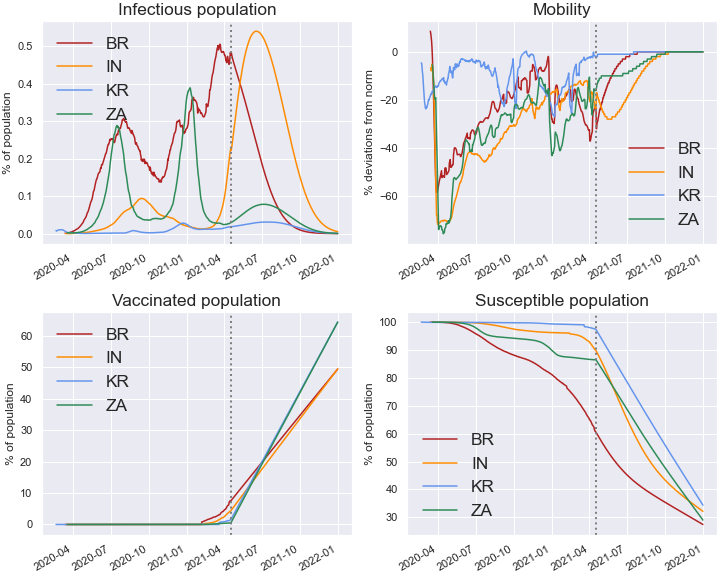 Infectious population
% of population
0.5
0.4
0.3
0.2
0.1
0.0
BR
IN
KR
ZA
2020-04
2020-07
2020-10
2021-01
2021-04
2021-07
2021-10
2022-01
Mobility
% deviations from norm
0
−20
−40
−60
BR
IN
KR
ZA
2020-04
2020-07
2020-10
2021-01
2021-04
2021-07
2021-10
2022-01
Vaccinated population
% of population
60
50
40
30
20
10
0
BR
IN
KR
ZA
2020-04
2020-07
2020-10
2021-01
2021-04
2021-07
2021-10
2022-01
Susceptible population
% of population
100
90
80
70
60
50
40
30
BR
IN
KR
ZA
2020-04
2020-07
2020-10
2021-01
2021-04
2021-07
2021-10
2022-01